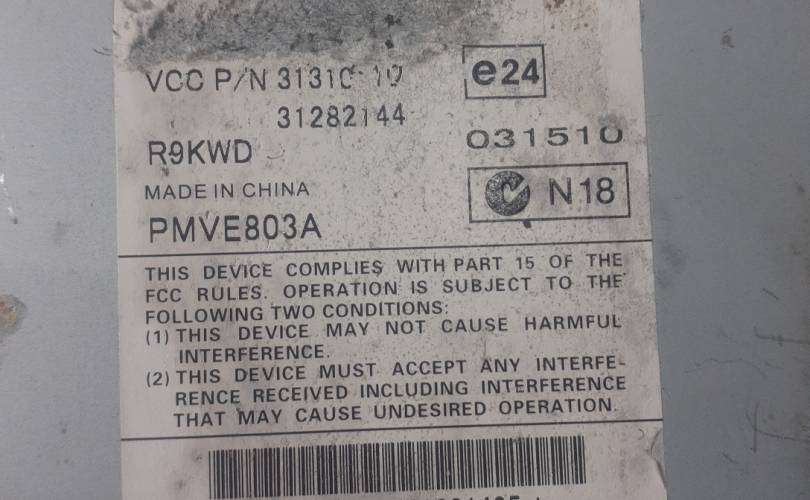 VCC P/N
e24
31282144
031510
R9KWD
N18
MADE IN CHINA
PMVE803A
THIS DEVICE COMPLIES WITH PART 15 OF THE
FCC RULES. OPERATION IS SUBJECT TO THE
FOLLOWING TWO CONDITIONS:
(1) THIS DEVICE MAY NOT CAUSE HARMFUL
INTERFERENCE.
(2) THIS DEVICE MUST ACCEPT ANY INTERFE-
RENCE RECEIVED INCLUDING INTERFERENCE
THAT MAY CAUSE UNDESIRED OPERATION.